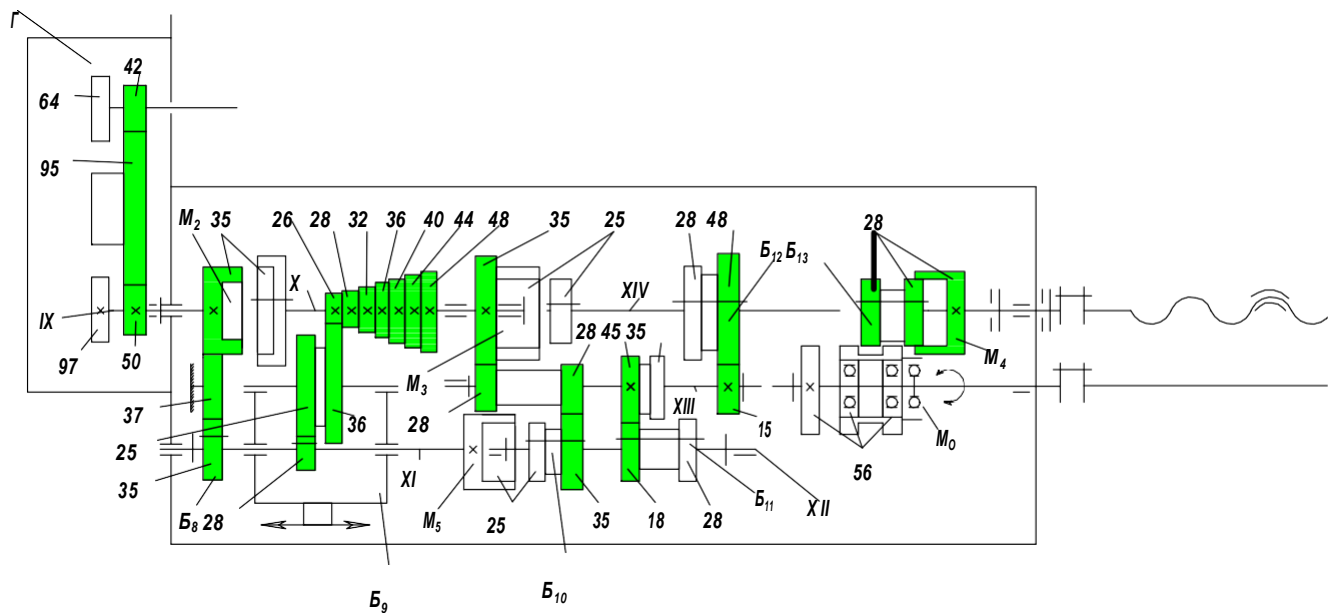 Г
42
64
95
М₂ 35 26 28 32 36 40 44 48 35 25 28 48 Б₁₂ Б₁₃ 28
X XIV
IX
97 50
28 45 35
М₃ М₄
37 36 28 XIII 15 М₀
25
35 XI 56
Б₈ 28 М₅ 25 35 18 28 Б₁₁ XII
Б₉ Б₁₀